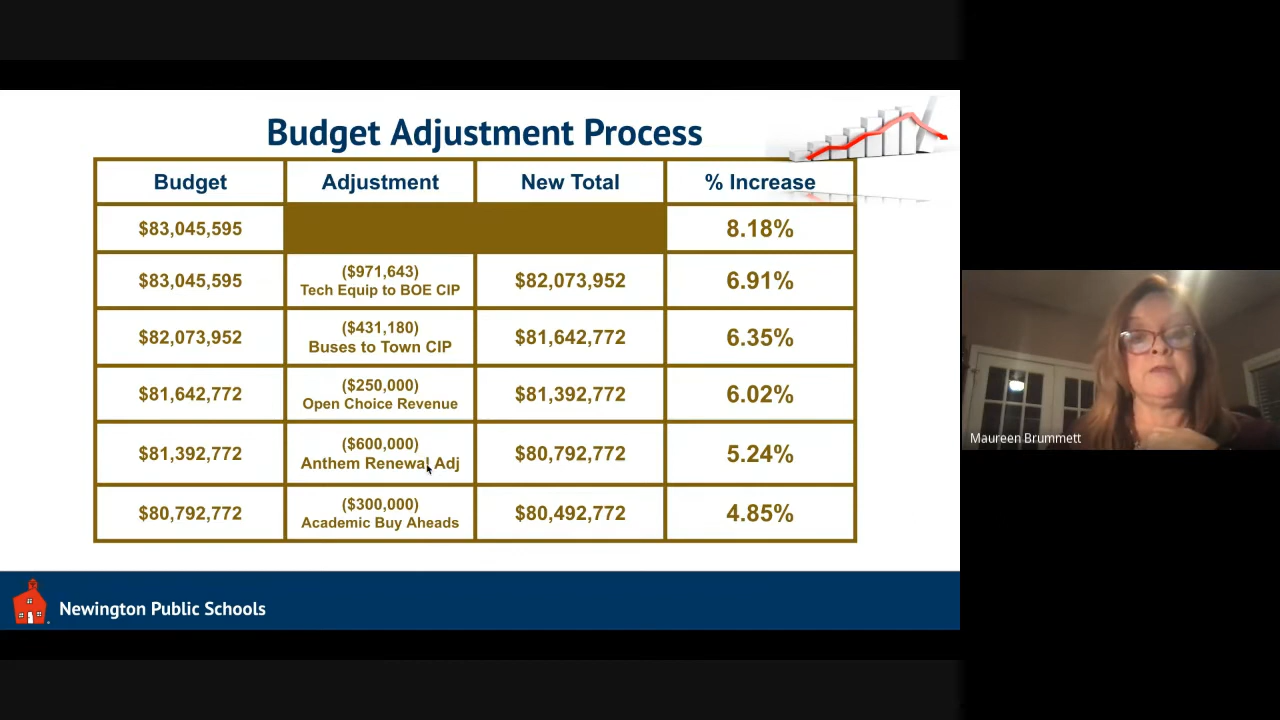 Budget Adjustment Process
Budget Adjustment New Total % Increase
$83,045,595 8.18%
$83,045,595 ($971,643) Tech Equip to BOE CIP $82,073,952 6.91%
$82,073,952 ($431,180) Buses to Town CIP $81,642,772 6.35%
$81,642,772 ($250,000) Open Choice Revenue $81,392,772 6.02%
$81,392,772 ($600,000) Anthem Renewal Adj $80,792,772 5.24%
$80,792,772 ($300,000) Academic Buy Aheads $80,492,772 4.85%
Newington Public Schools
Maureen Brummett